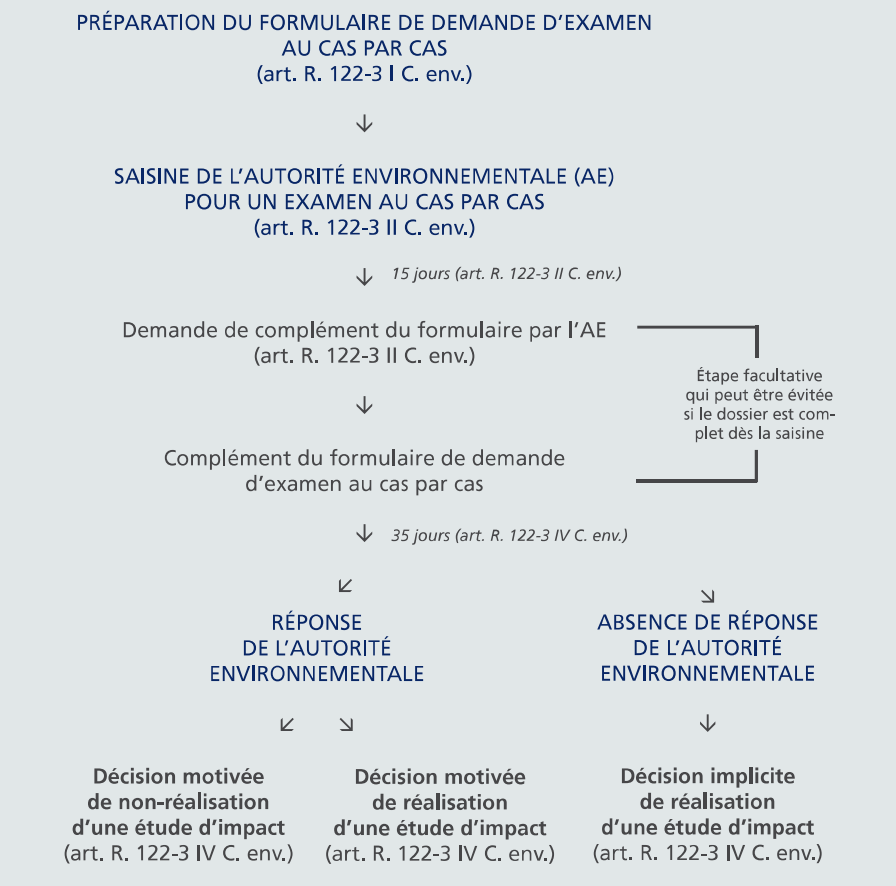 PRÉPARATION DU FORMULAIRE DE DEMANDE D'EXAMEN
AU CAS PAR CAS
(art. R. 122-3 I C. env.)
↓
SAISINE DE L'AUTORITÉ ENVIRONNEMENTALE (AE)
POUR UN EXAMEN AU CAS PAR CAS
(art. R. 122-3 II C. env.)
↓ 15 jours (art. R. 122-3 II C. env.)
Demande de complément du formulaire par l'AE
(art. R. 122-3 II C. env.)
Étape facultative
qui peut être évitée
si le dossier est com-
plet dès la saisine
↓
Complément du formulaire de demande
d'examen au cas par cas
↓ 35 jours (art. R. 122-3 IV C. env.)
↙ ↘
RÉPONSE
DE L'AUTORITÉ
ENVIRONNEMENTALE
ABSENCE DE RÉPONSE
DE L'AUTORITÉ
ENVIRONNEMENTALE
↙ ↘ ↓
Décision motivée
de non-réalisation
d'une étude d'impact
(art. R. 122-3 IV C. env.)
Décision motivée
de réalisation
d'une étude d'impact
(art. R. 122-3 IV C. env.)
Décision implicite
de réalisation
d'une étude d'impact
(art. R. 122-3 IV C. env.)